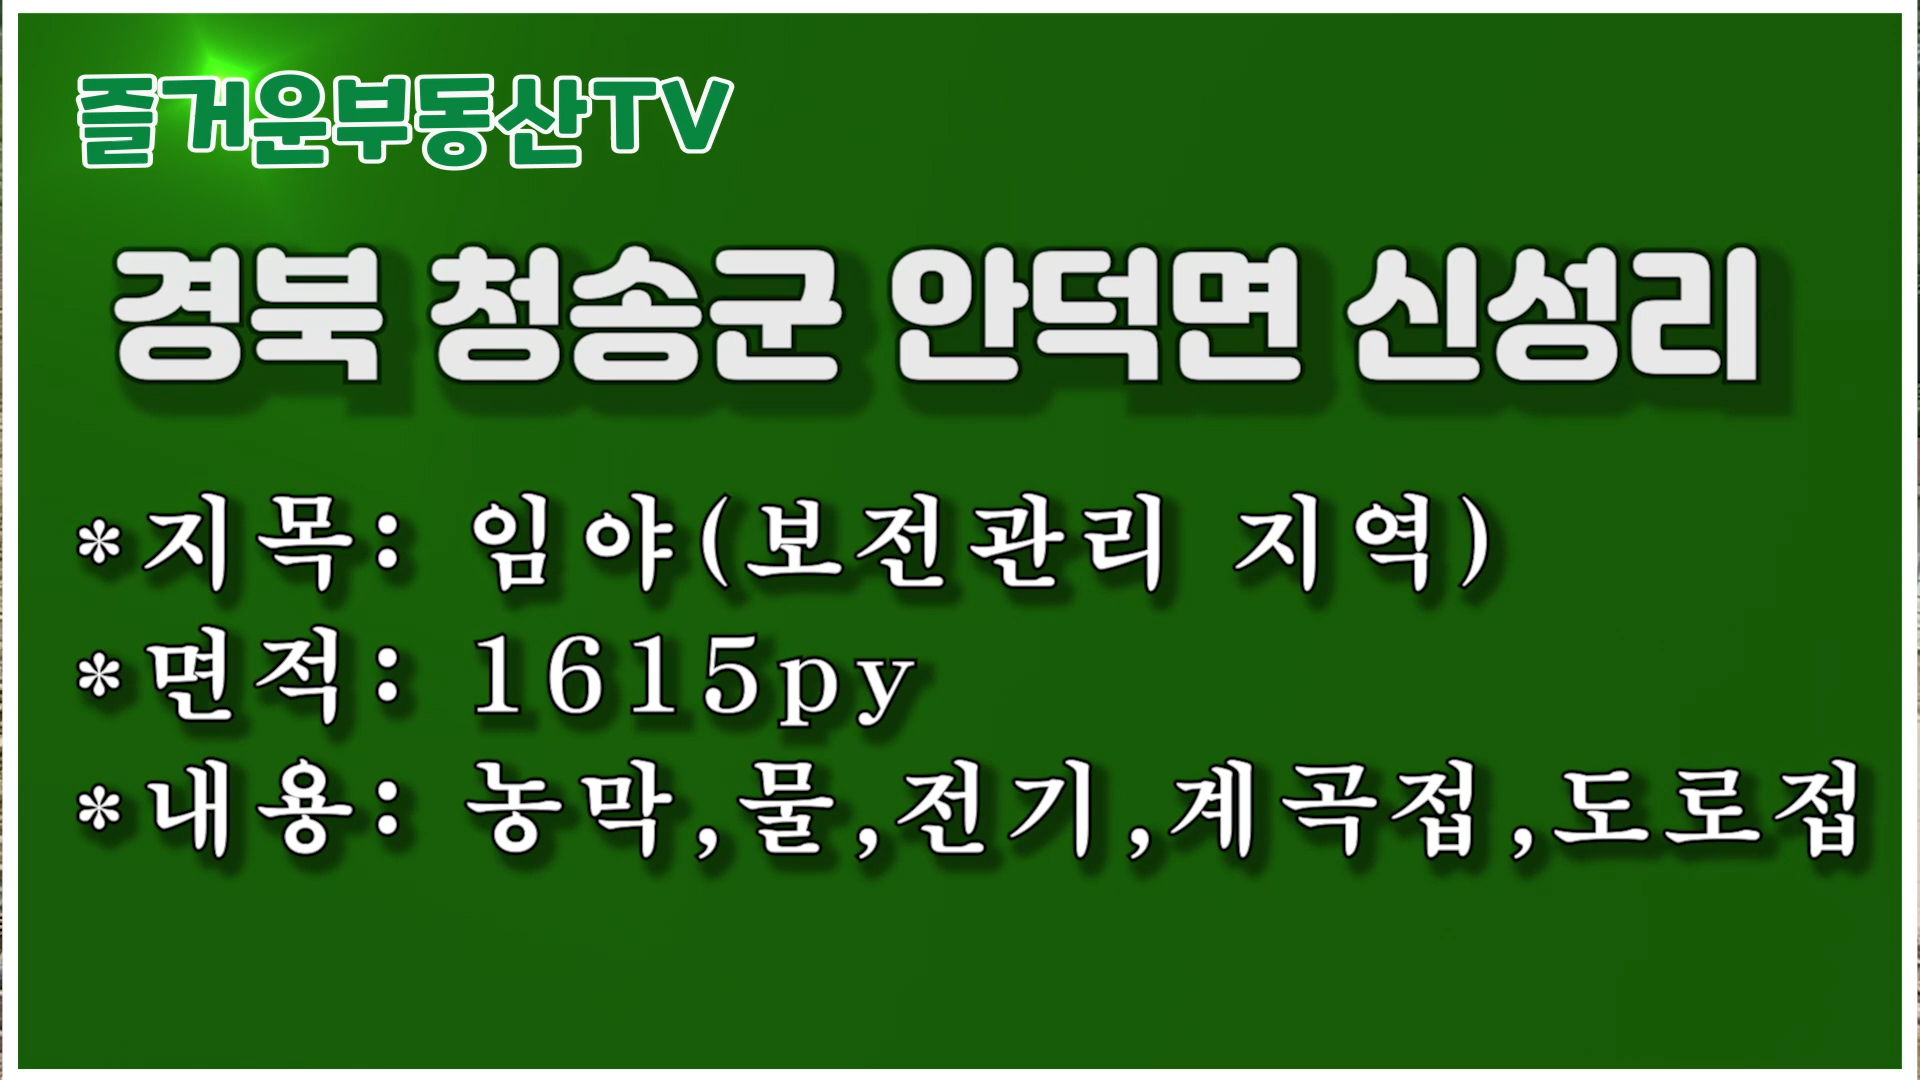 즐거운부동산TV
경북 청송군 안덕면 신성리
*지목: 임야(보전관리 지역)
*면적: 1615py
*내용: 농막,물,전기,계곡접,도로접